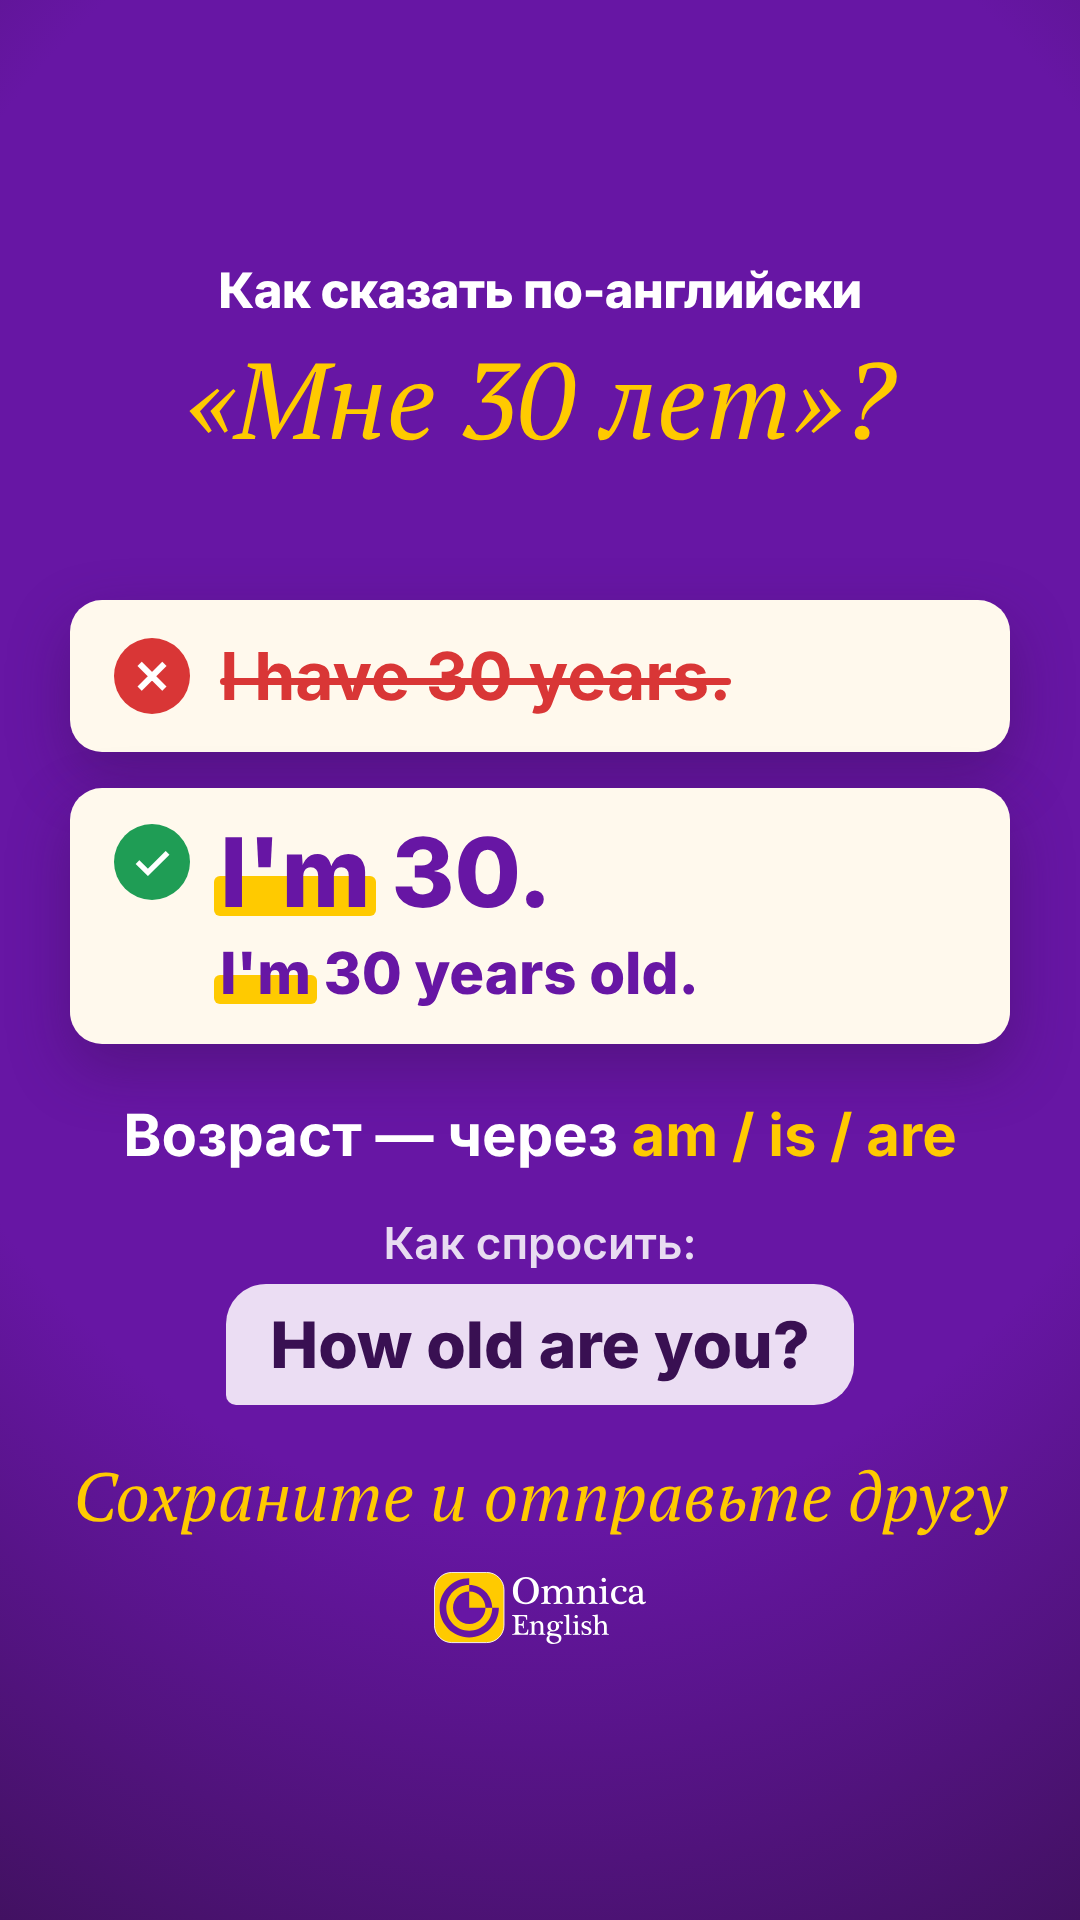 Как сказать по-английски
«Мне 30 лет»?
I have 30 years.
I'm 30.
I'm 30 years old.
Возраст — через am / is / are
Как спросить:
How old are you?
Сохраните и отправьте другу
Omnica
English